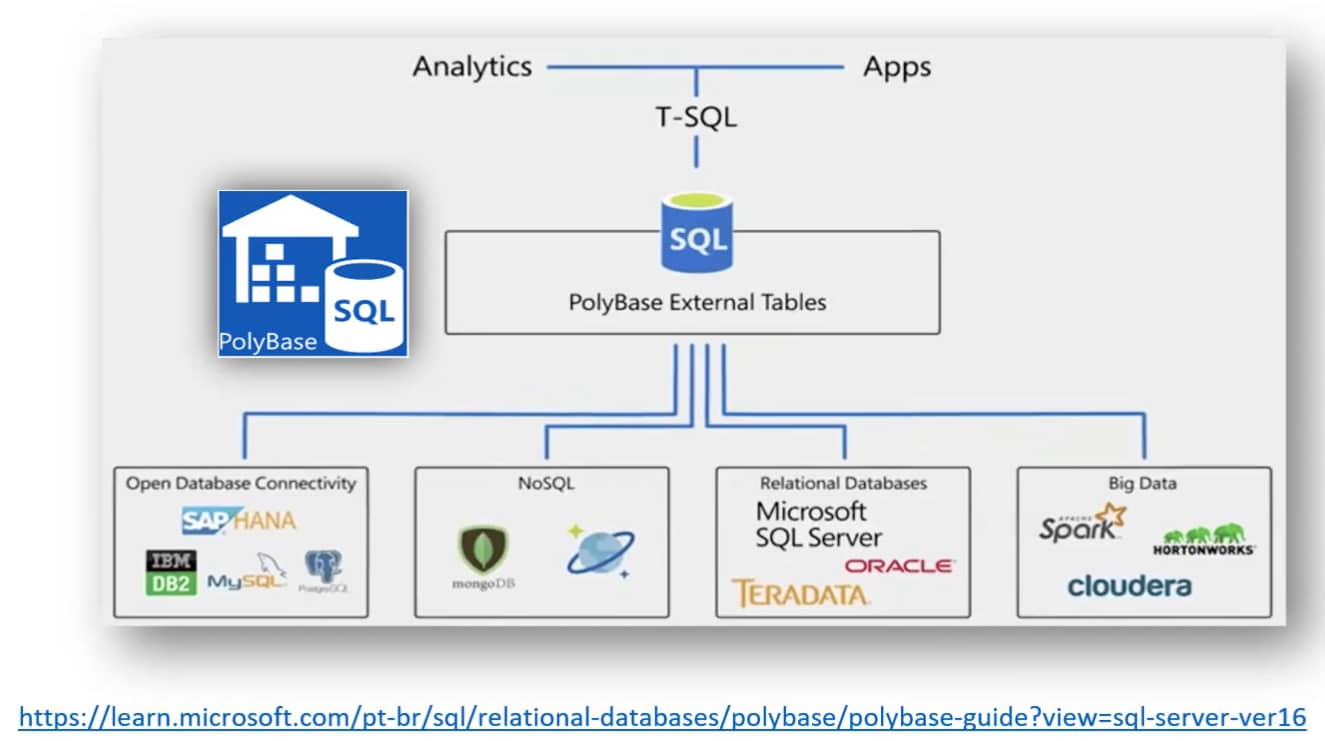 Analytics
Apps
T-SQL
SQL
PolyBase External Tables
SQL
PolyBase
Open Database Connectivity
SAP HANA
IBM
DB2
MySQL
PostgreSQL
NoSQL
mongoDB
Relational Databases
Microsoft
SQL Server
ORACLE
TERADATA
Big Data
APACHE
Spark
HORTONWORKS
cloudera
https://learn.microsoft.com/pt-br/sql/relational-databases/polybase/polybase-guide?view=sql-server-ver16